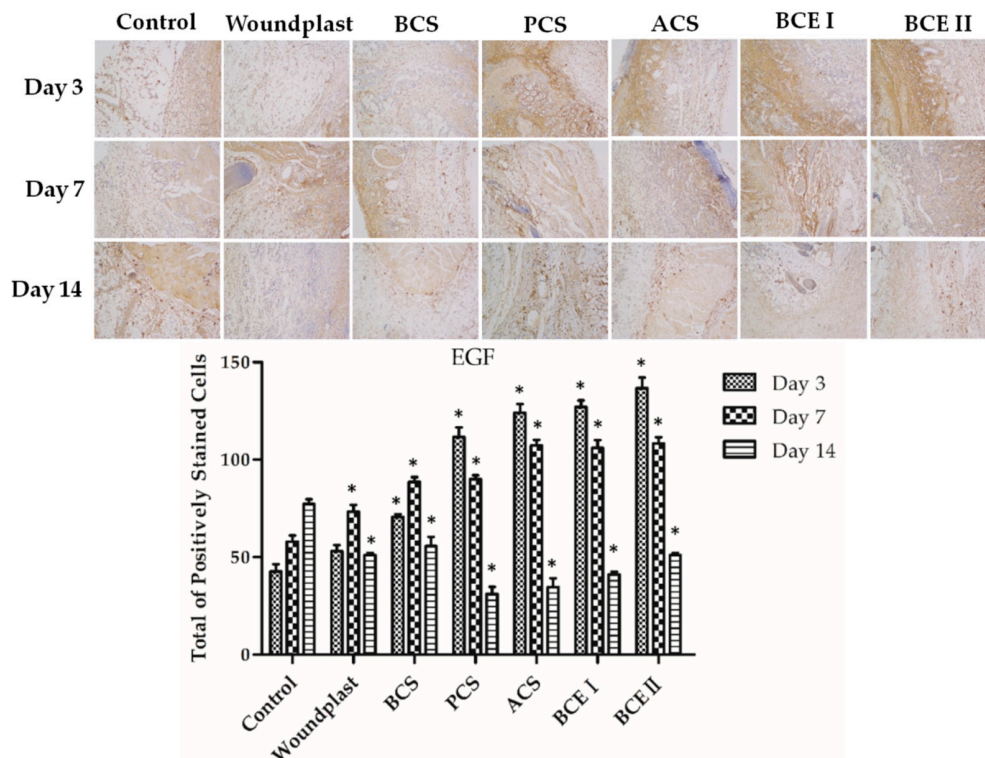 Control Woundplast BCS PCS ACS BCE I BCE II
Day 3
Day 7
Day 14
EGF
Total of Positively Stained Cells
150
100
50
0
* * * * * * * * * * * * * * * * *
Day 3
Day 7
Day 14
Control Woundplast BCS PCS ACS BCE I BCE II